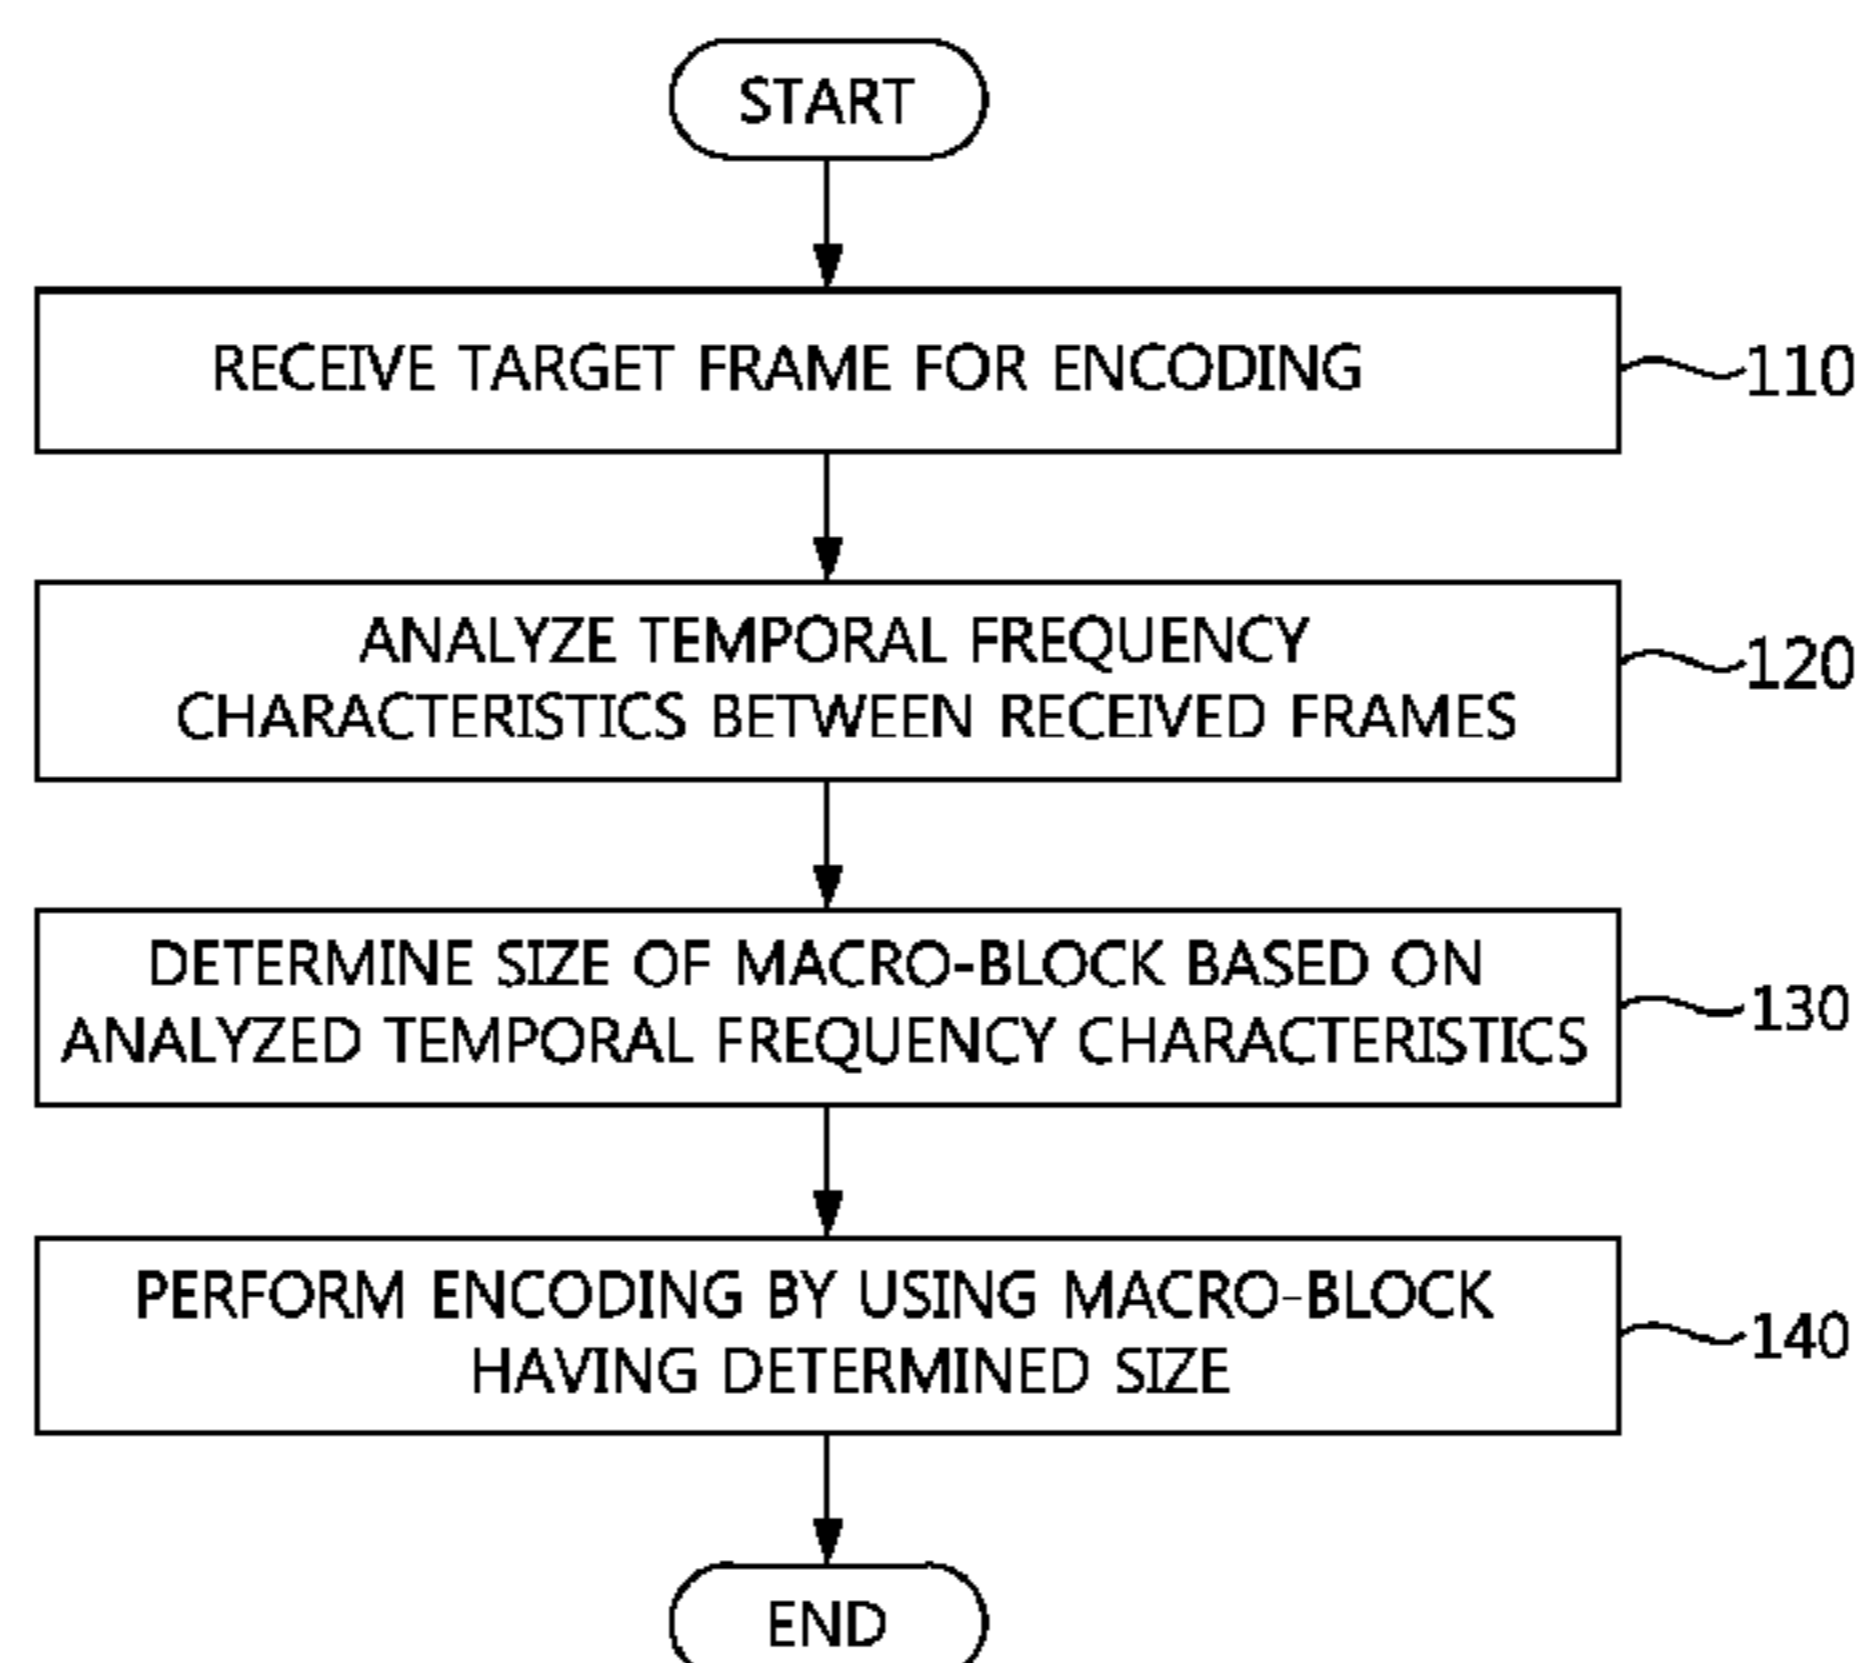 START
RECEIVE TARGET FRAME FOR ENCODING
110
ANALYZE TEMPORAL FREQUENCY
CHARACTERISTICS BETWEEN RECEIVED FRAMES
120
DETERMINE SIZE OF MACRO-BLOCK BASED ON
ANALYZED TEMPORAL FREQUENCY CHARACTERISTICS
130
PERFORM ENCODING BY USING MACRO-BLOCK
HAVING DETERMINED SIZE
140
END